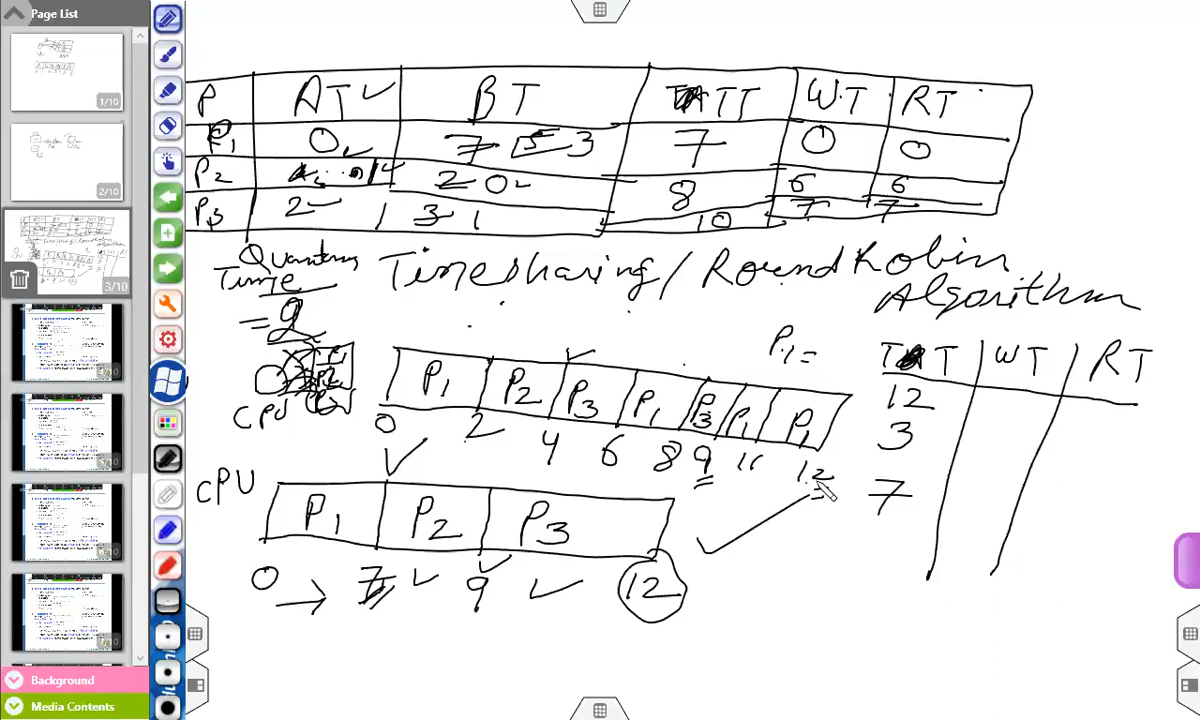 Page List
1/10
2/10
3/10
4/10
5/10
6/10
7/10
Background
Media Contents
P AT BT TATT W.T RT
P1 0 7 5 3 7 0 0
P2 1 2 0 8 6 6
P3 2 1 3 1 10 7 7
Quantum
Time
= 2
Timesharing / Round Robin
Algorithm
P1 =
CPU
P1 P2 P3 P1 P3 P1 P1
0 2 4 6 8 9 11 12
TAT WT RT
12
3
7
CPU
P1 P2 P3
0 → 7 9 12